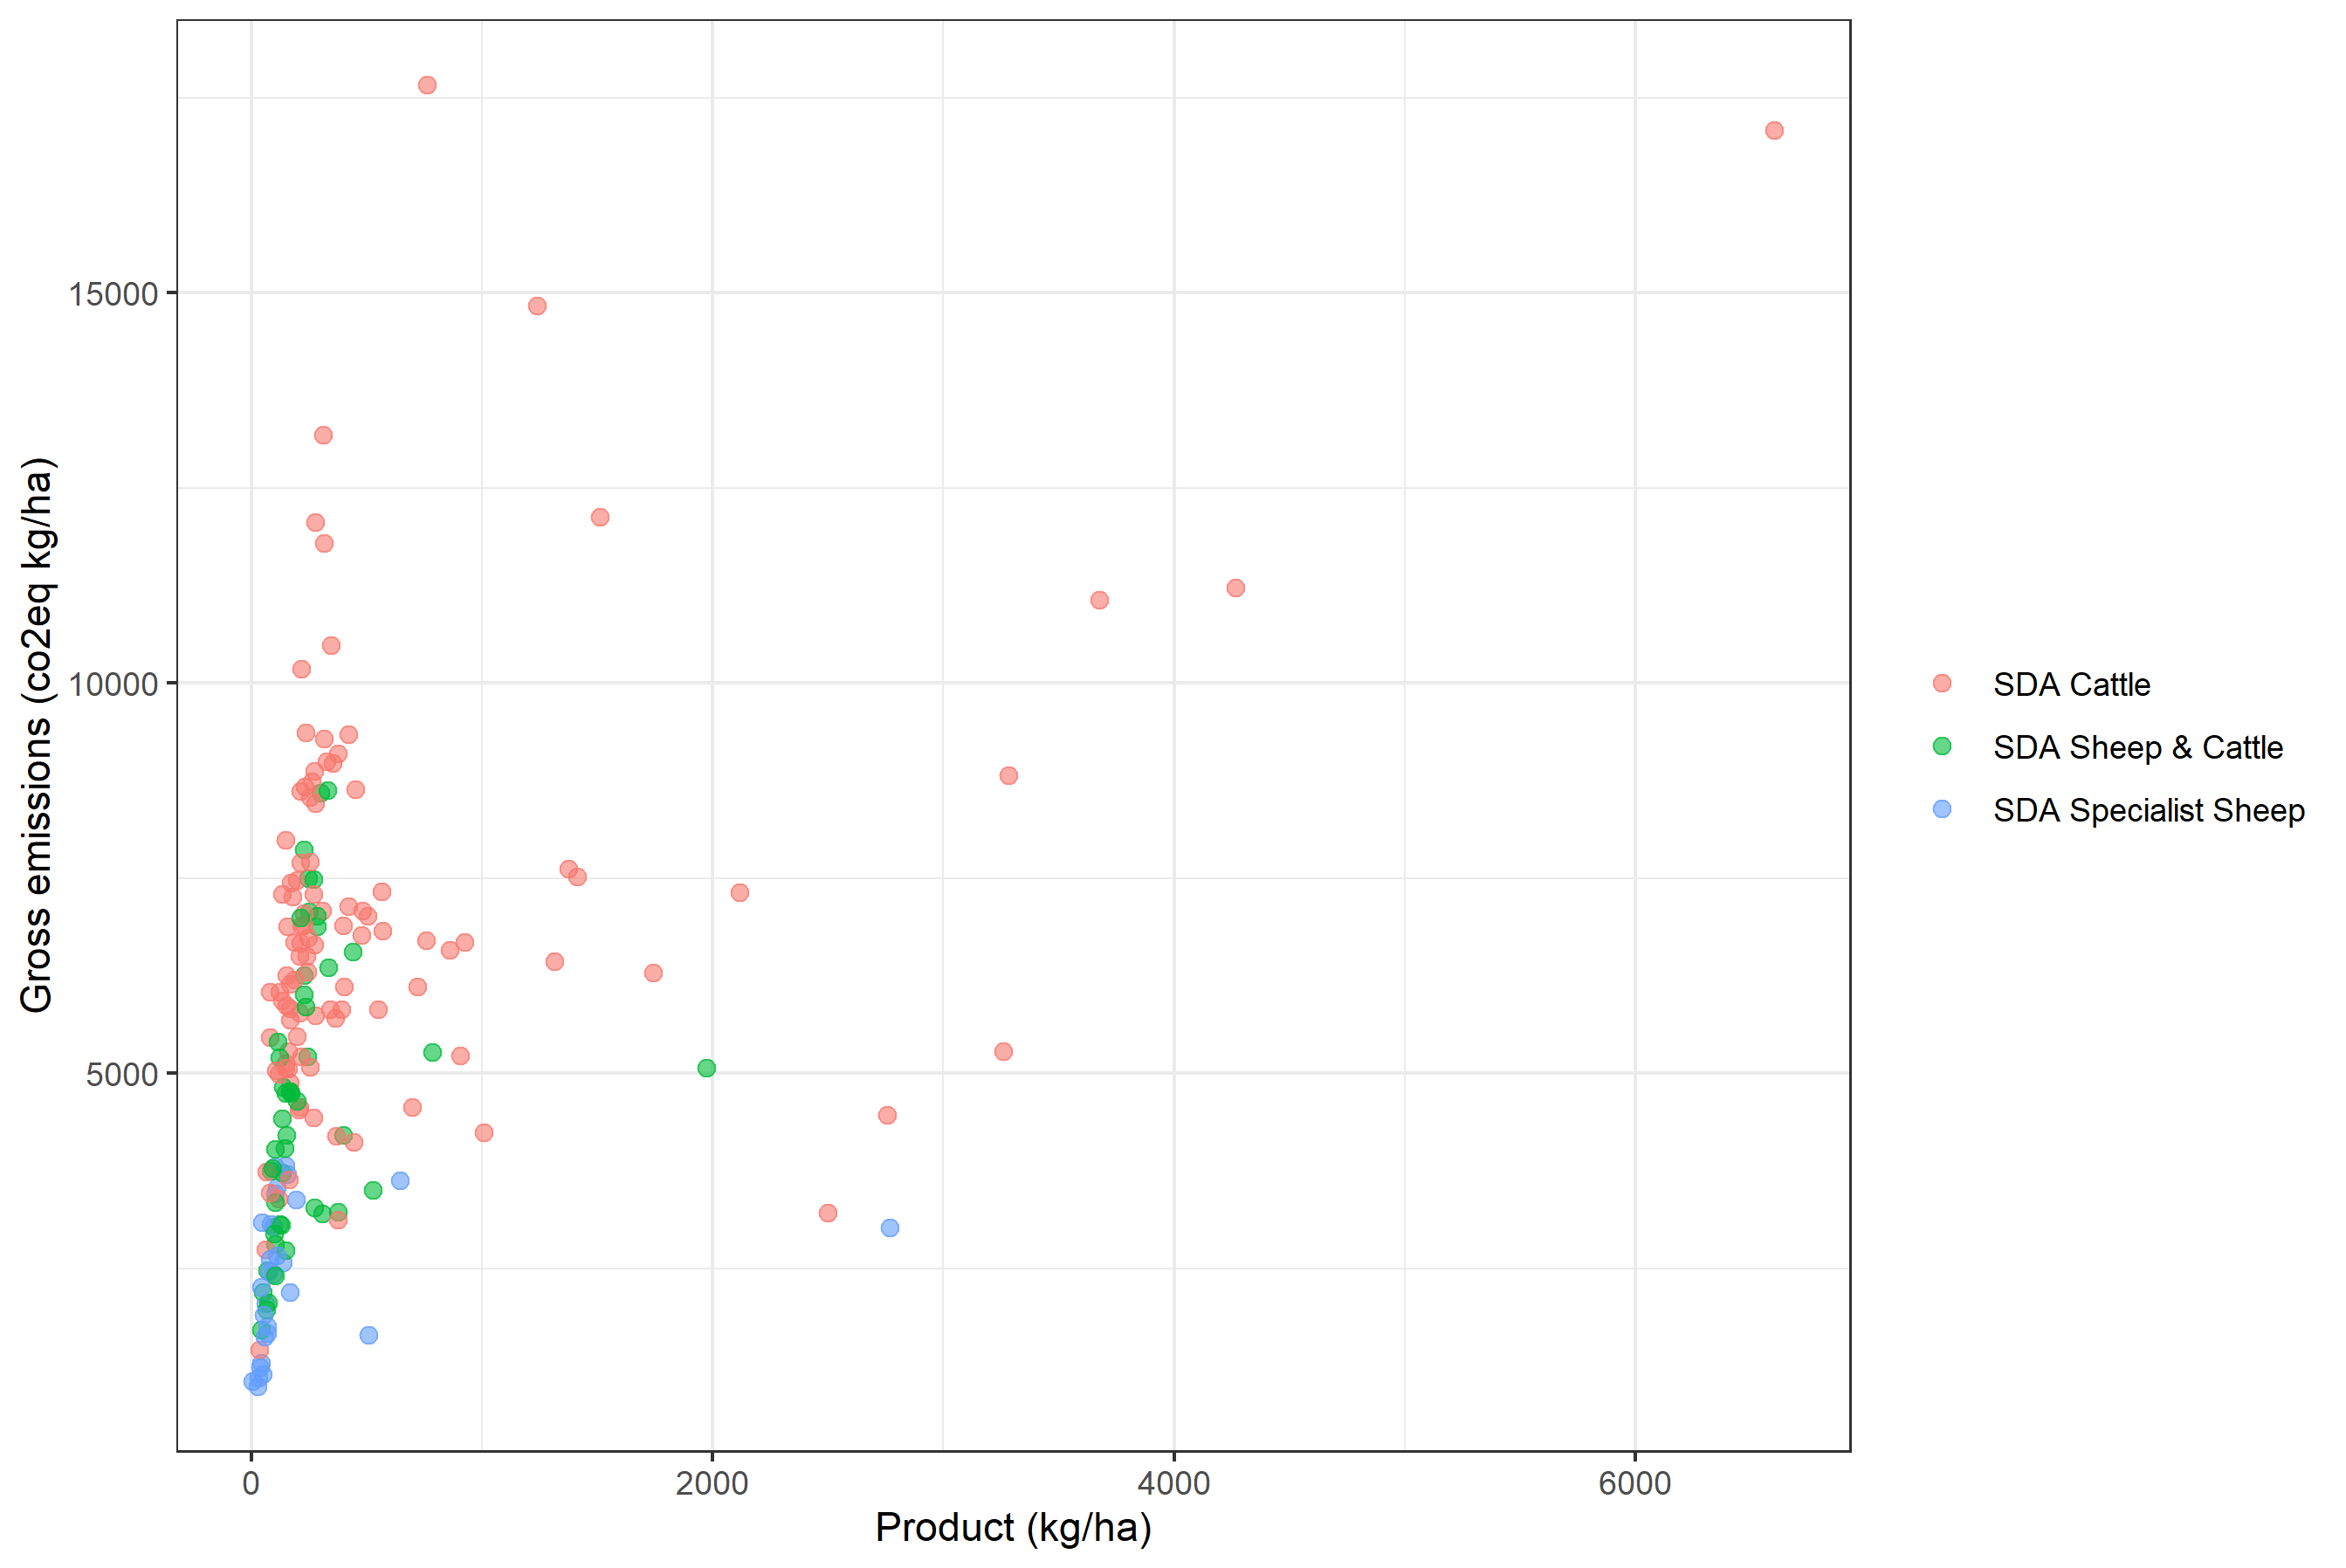 Gross emissions (co2eq kg/ha)
15000
10000
5000
0
2000
4000
6000
Product (kg/ha)
SDA Cattle
SDA Sheep & Cattle
SDA Specialist Sheep